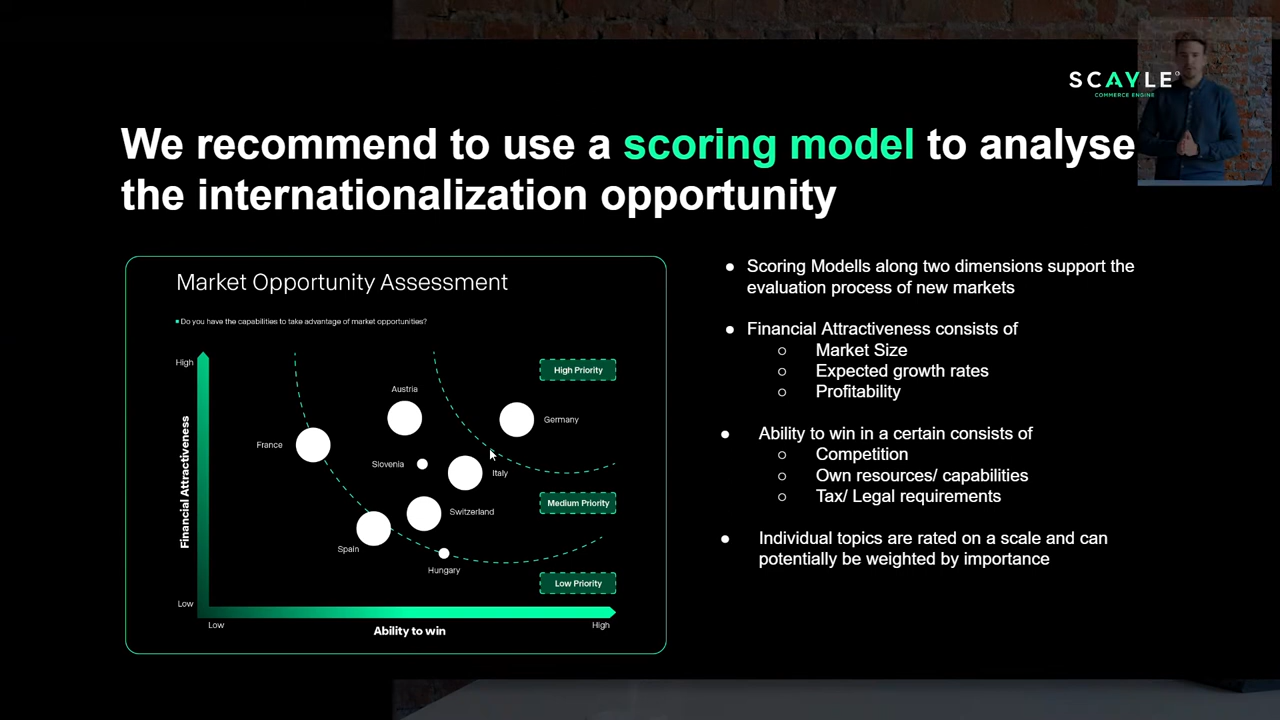 SCAYLE
COMMERCE ENGINE
We recommend to use a scoring model to analyse
the internationalization opportunity
Market Opportunity Assessment
Do you have the capabilities to take advantage of market opportunities?
High
Financial Attractiveness
Low
Low
Ability to win
High
High Priority
Medium Priority
Low Priority
Austria
Germany
France
Slovenia
Italy
Switzerland
Spain
Hungary
● Scoring Modells along two dimensions support the
evaluation process of new markets
● Financial Attractiveness consists of
○ Market Size
○ Expected growth rates
○ Profitability
● Ability to win in a certain consists of
○ Competition
○ Own resources/ capabilities
○ Tax/ Legal requirements
● Individual topics are rated on a scale and can
potentially be weighted by importance